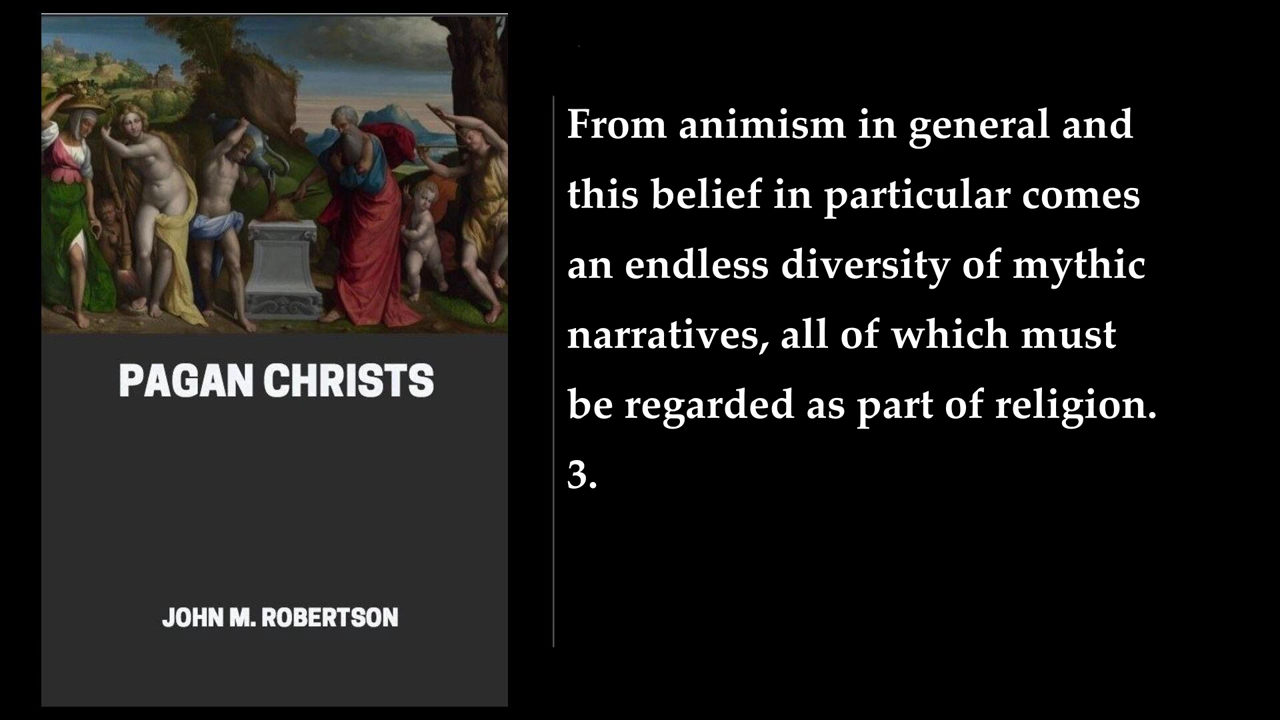 PAGAN CHRISTS
JOHN M. ROBERTSON
From animism in general and
this belief in particular comes
an endless diversity of mythic
narratives, all of which must
be regarded as part of religion.
3.